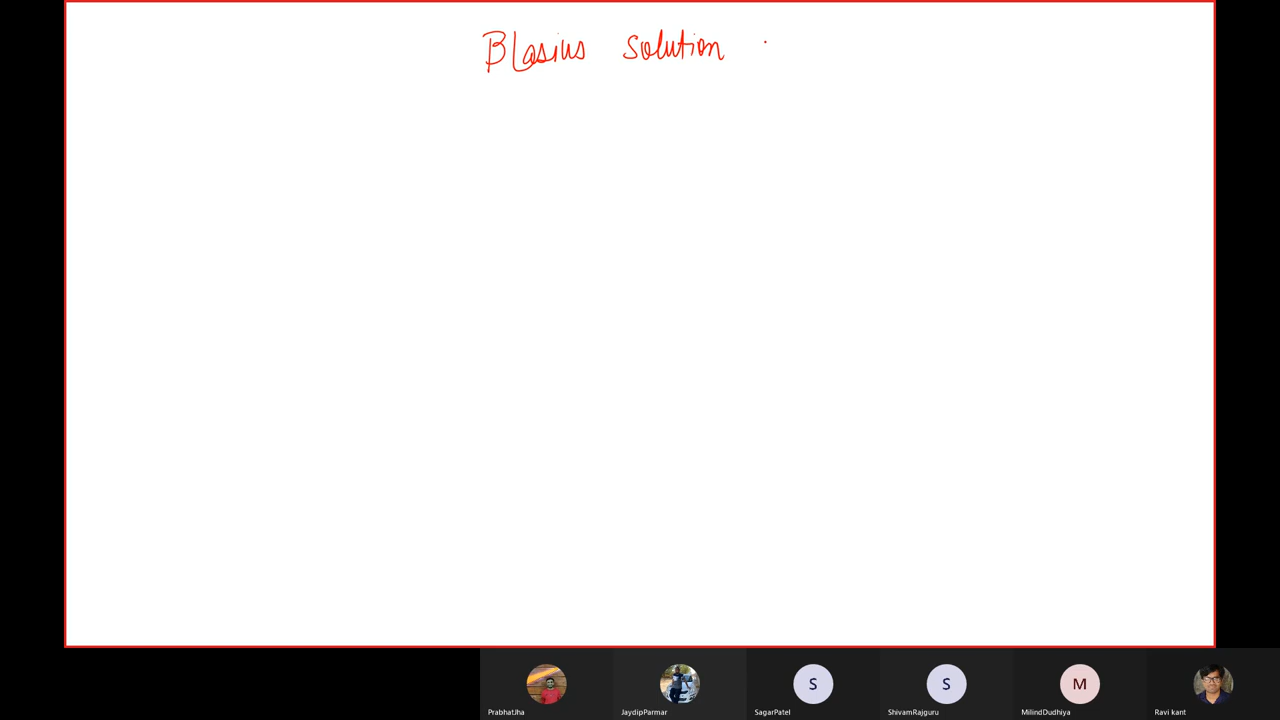 Blasius solution
S
S
M
PrabhatJha
JaydipParmar
SagarPatel
ShivamRajguru
MilindDudhiya
Ravi kant